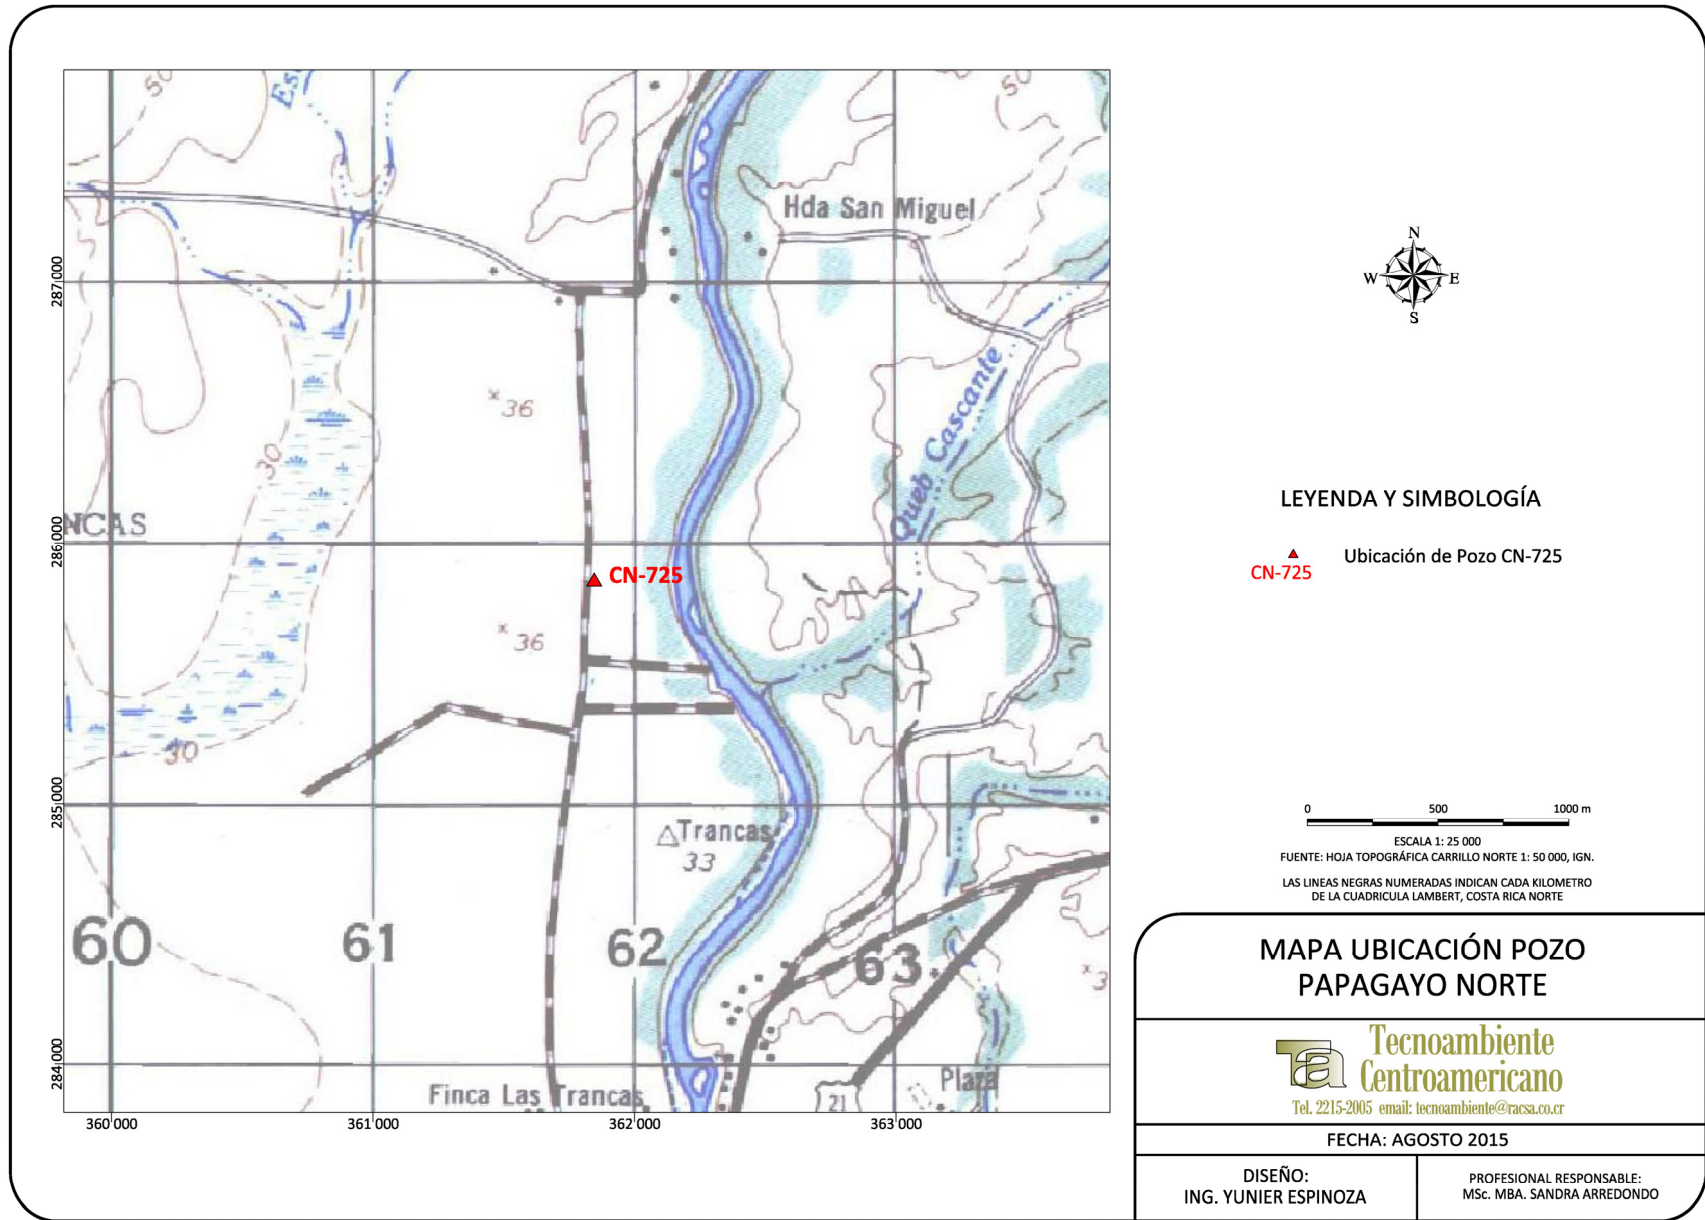 50
Es
50
Hda San Miguel
287'000
N
W E
S
36
Queb Cascante
30
NCAS
286'000
CN-725
36
LEYENDA Y SIMBOLOGÍA
CN-725 Ubicación de Pozo CN-725
30
285'000
Trancas
33
0 500 1000 m
ESCALA 1: 25 000
FUENTE: HOJA TOPOGRÁFICA CARRILLO NORTE 1: 50 000, IGN.
LAS LINEAS NEGRAS NUMERADAS INDICAN CADA KILOMETRO
DE LA CUADRICULA LAMBERT, COSTA RICA NORTE
60 61 62 63
3
284'000
Finca Las Trancas
21
Plaza
360'000 361'000 362'000 363'000
MAPA UBICACIÓN POZO
PAPAGAYO NORTE
Ta
Tecnoambiente
Centroamericano
Tel. 2215-2005 email: tecnoambiente@racsa.co.cr
FECHA: AGOSTO 2015
DISEÑO:
ING. YUNIER ESPINOZA
PROFESIONAL RESPONSABLE:
MSc. MBA. SANDRA ARREDONDO